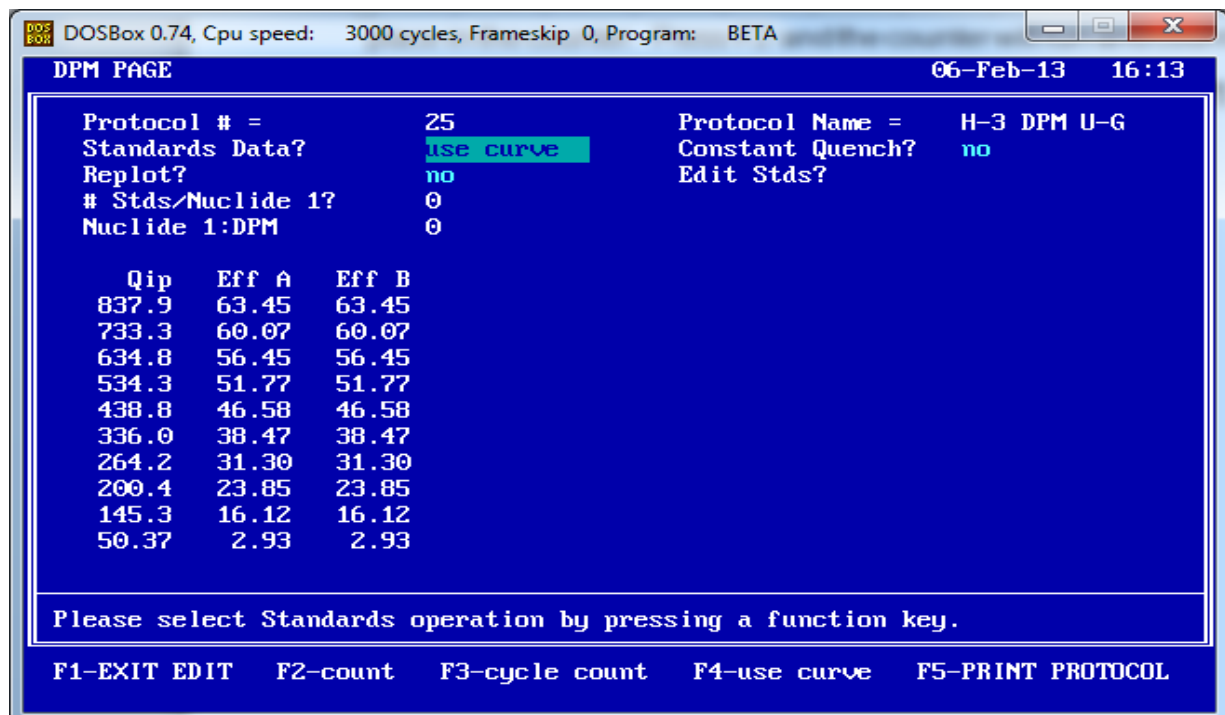 DOSBox 0.74, Cpu speed: 3000 cycles, Frameskip 0, Program: BETA
DPM PAGE 06-Feb-13 16:13
Protocol # = 25 Protocol Name = H-3 DPM U-G
Standards Data? use curve Constant Quench? no
Replot? no Edit Stds?
# Stds/Nuclide 1? 0
Nuclide 1:DPM 0
Qip Eff A Eff B
837.9 63.45 63.45
733.3 60.07 60.07
634.8 56.45 56.45
534.3 51.77 51.77
438.8 46.58 46.58
336.0 38.47 38.47
264.2 31.30 31.30
200.4 23.85 23.85
145.3 16.12 16.12
50.37 2.93 2.93
Please select Standards operation by pressing a function key.
F1-EXIT EDIT F2-count F3-cycle count F4-use curve F5-PRINT PROTOCOL